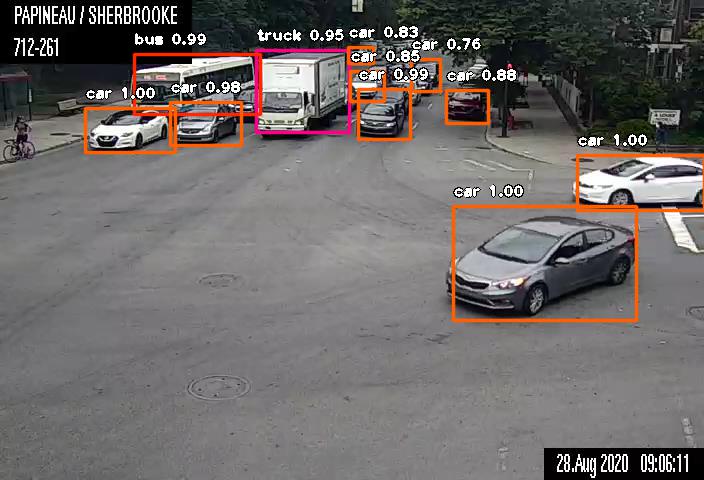 PAPINEAU / SHERBROOKE
712-261
bus 0.99
truck 0.95
car 0.83
car 0.76
car 0.85
car 0.99
car 0.88
car 1.00
car 0.98
car 1.00
car 1.00
28.Aug 2020 09:06:11